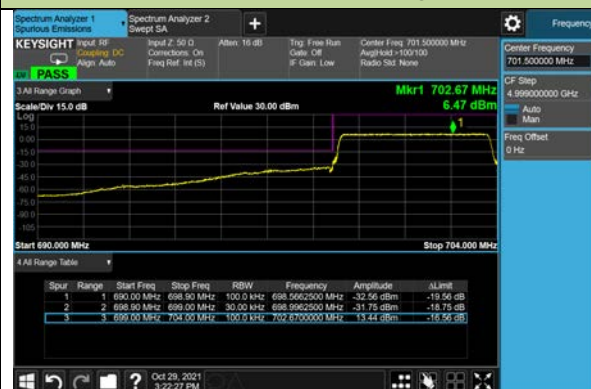 Spectrum Analyzer 1
Spurious Emissions
Spectrum Analyzer 2
Swept SA
+
Frequency
KEYSIGHT
Input: RF
Coupling: DC
Align: Auto
Input Z: 50 Ω
Corrections: On
Freq Ref: Int (S)
Atten: 16 dB
Trig: Free Run
Gate: Off
IF Gain: Low
Center Freq: 701.500000 MHz
Avg|Hold:>100/100
Radio Std: None
PASS
Center Frequency
701.500000 MHz
CF Step
4.999000000 GHz
Auto
Man
Freq Offset
0 Hz
3 All Range Graph
Mkr1 702.67 MHz
Scale/Div 15.0 dB
Ref Value 30.00 dBm
6.47 dBm
Log
15.0
0.00
-15.0
-30.0
-45.0
-60.0
-75.0
-90.0
-105
1
Start 690.000 MHz
Stop 704.000 MHz
4 All Range Table
Spur Range Start Freq Stop Freq RBW Frequency Amplitude ΔLimit
1 1 690.00 MHz 698.90 MHz 100.0 kHz 698.5662500 MHz -32.56 dBm -19.56 dB
2 2 698.90 MHz 699.00 MHz 30.00 kHz 698.9962500 MHz -31.75 dBm -18.75 dB
3 3 699.00 MHz 704.00 MHz 100.0 kHz 702.6700000 MHz 13.44 dBm -16.56 dB
?
Oct 29, 2021
3:22:27 PM